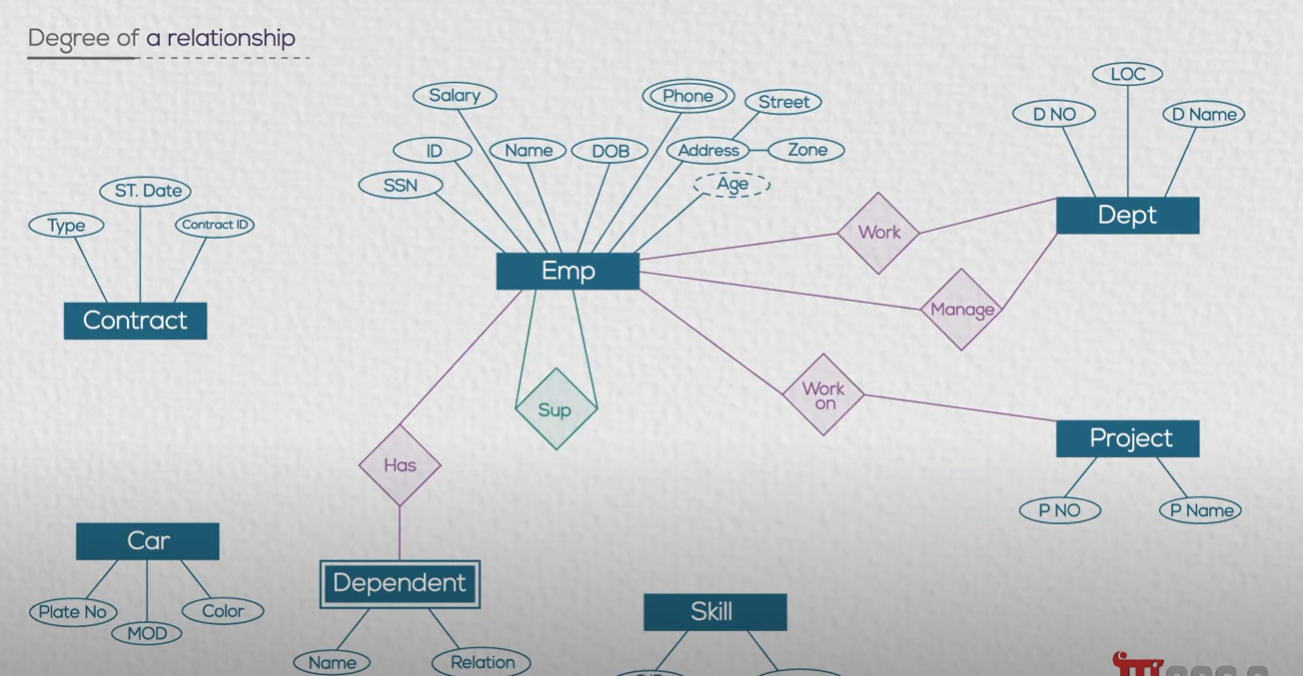 Degree of a relationship
LOC
Salary
Phone
Street
D NO
D Name
ID
Name
DOB
Address
Zone
SSN
Age
ST. Date
Type
Contract ID
Work
Dept
Emp
Manage
Contract
Work
on
Sup
Project
Has
P NO
P Name
Car
Dependent
Plate No
Color
MOD
Skill
Name
Relation